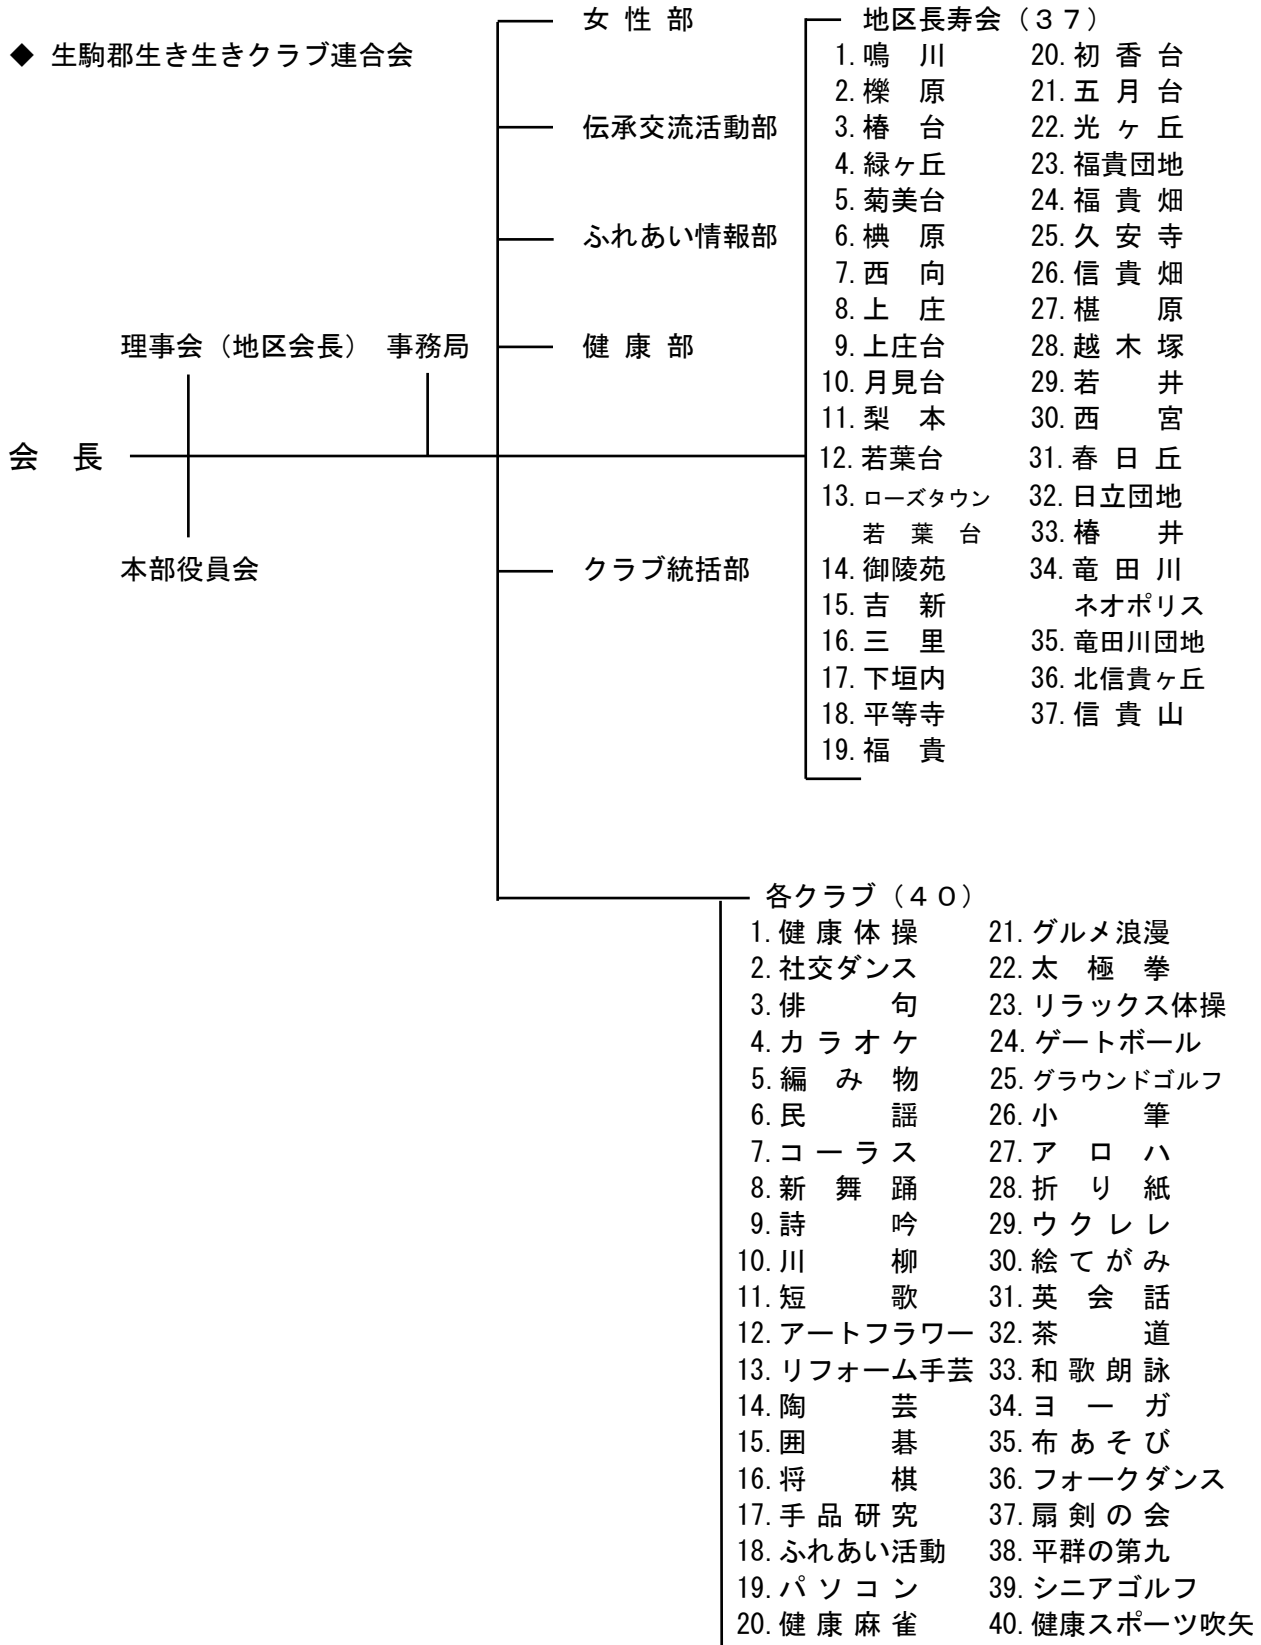 ◆ 生駒郡生き生きクラブ連合会
会 長
理事会（地区会長）
事務局
本部役員会
女 性 部
伝承交流活動部
ふれあい情報部
健 康 部
クラブ統括部
地区長寿会（３７）
1. 鳴 川
2. 櫟 原
3. 椿 台
4. 緑ヶ丘
5. 菊美台
6. 椣 原
7. 西 向
8. 上 庄
9. 上庄台
10. 月見台
11. 梨 本
12. 若葉台
13. ローズタウン
若 葉 台
14. 御陵苑
15. 吉 新
16. 三 里
17. 下垣内
18. 平等寺
19. 福 貴
20. 初 香 台
21. 五 月 台
22. 光 ヶ 丘
23. 福貴団地
24. 福 貴 畑
25. 久 安 寺
26. 信 貴 畑
27. 椹 原
28. 越 木 塚
29. 若 井
30. 西 宮
31. 春 日 丘
32. 日立団地
33. 椿 井
34. 竜 田 川
ネオポリス
35. 竜田川団地
36. 北信貴ヶ丘
37. 信 貴 山
各クラブ（４０）
1. 健 康 体 操
2. 社交ダンス
3. 俳 句
4. カ ラ オ ケ
5. 編 み 物
6. 民 謡
7. コ ー ラ ス
8. 新 舞 踊
9. 詩 吟
10. 川 柳
11. 短 歌
12. アートフラワー
13. リフォーム手芸
14. 陶 芸
15. 囲 碁
16. 将 棋
17. 手 品 研 究
18. ふれあい活動
19. パ ソ コ ン
20. 健 康 麻 雀
21. グルメ浪漫
22. 太 極 拳
23. リラックス体操
24. ゲートボール
25. グラウンドゴルフ
26. 小 筆
27. ア ロ ハ
28. 折 り 紙
29. ウ ク レ レ
30. 絵 て が み
31. 英 会 話
32. 茶 道
33. 和 歌 朗 詠
34. ヨ ー ガ
35. 布 あ そ び
36. フォークダンス
37. 扇 剣 の 会
38. 平群の第九
39. シニアゴルフ
40. 健康スポーツ吹矢